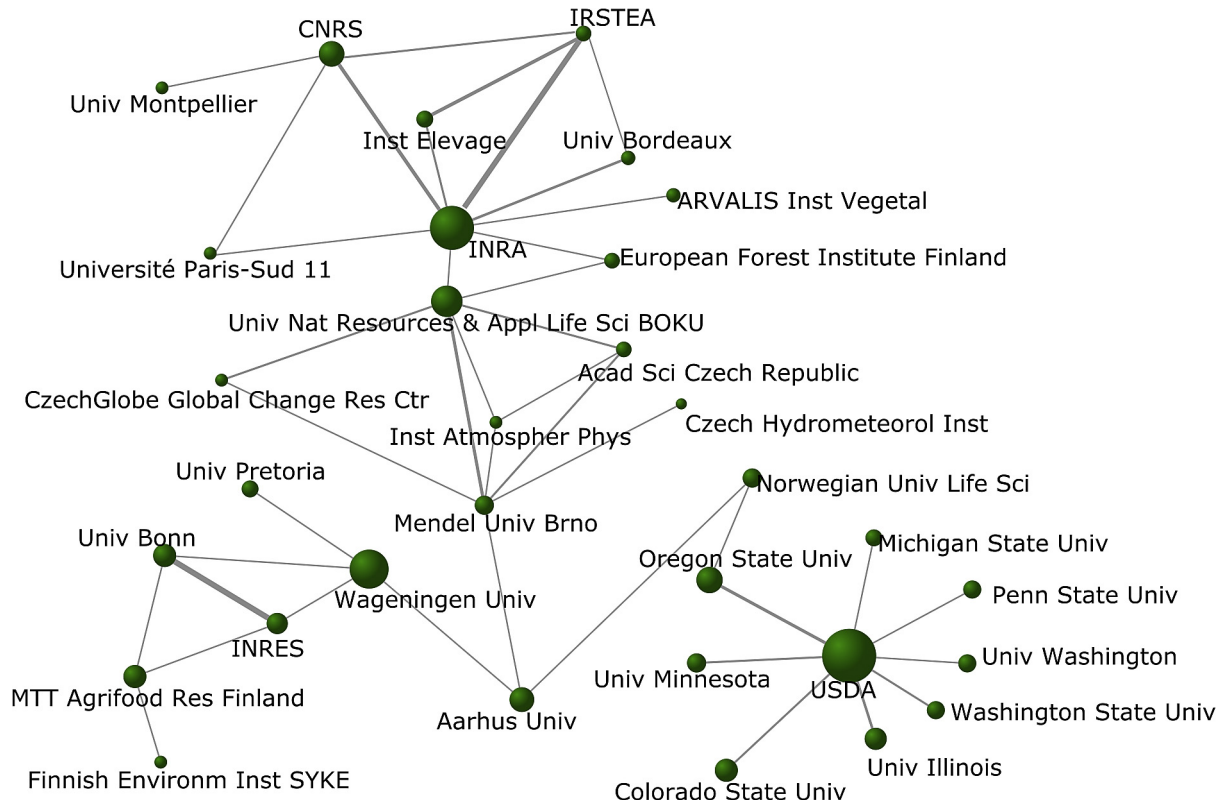 IRSTEA
CNRS
Univ Montpellier
Inst Elevage
Univ Bordeaux
ARVALIS Inst Vegetal
INRA
European Forest Institute Finland
Université Paris-Sud 11
Univ Nat Resources & Appl Life Sci BOKU
Acad Sci Czech Republic
CzechGlobe Global Change Res Ctr
Czech Hydrometeorol Inst
Inst Atmospher Phys
Univ Pretoria
Norwegian Univ Life Sci
Mendel Univ Brno
Univ Bonn
Michigan State Univ
Oregon State Univ
Penn State Univ
Wageningen Univ
INRES
Univ Washington
Univ Minnesota
USDA
MTT Agrifood Res Finland
Washington State Univ
Aarhus Univ
Univ Illinois
Finnish Environm Inst SYKE
Colorado State Univ